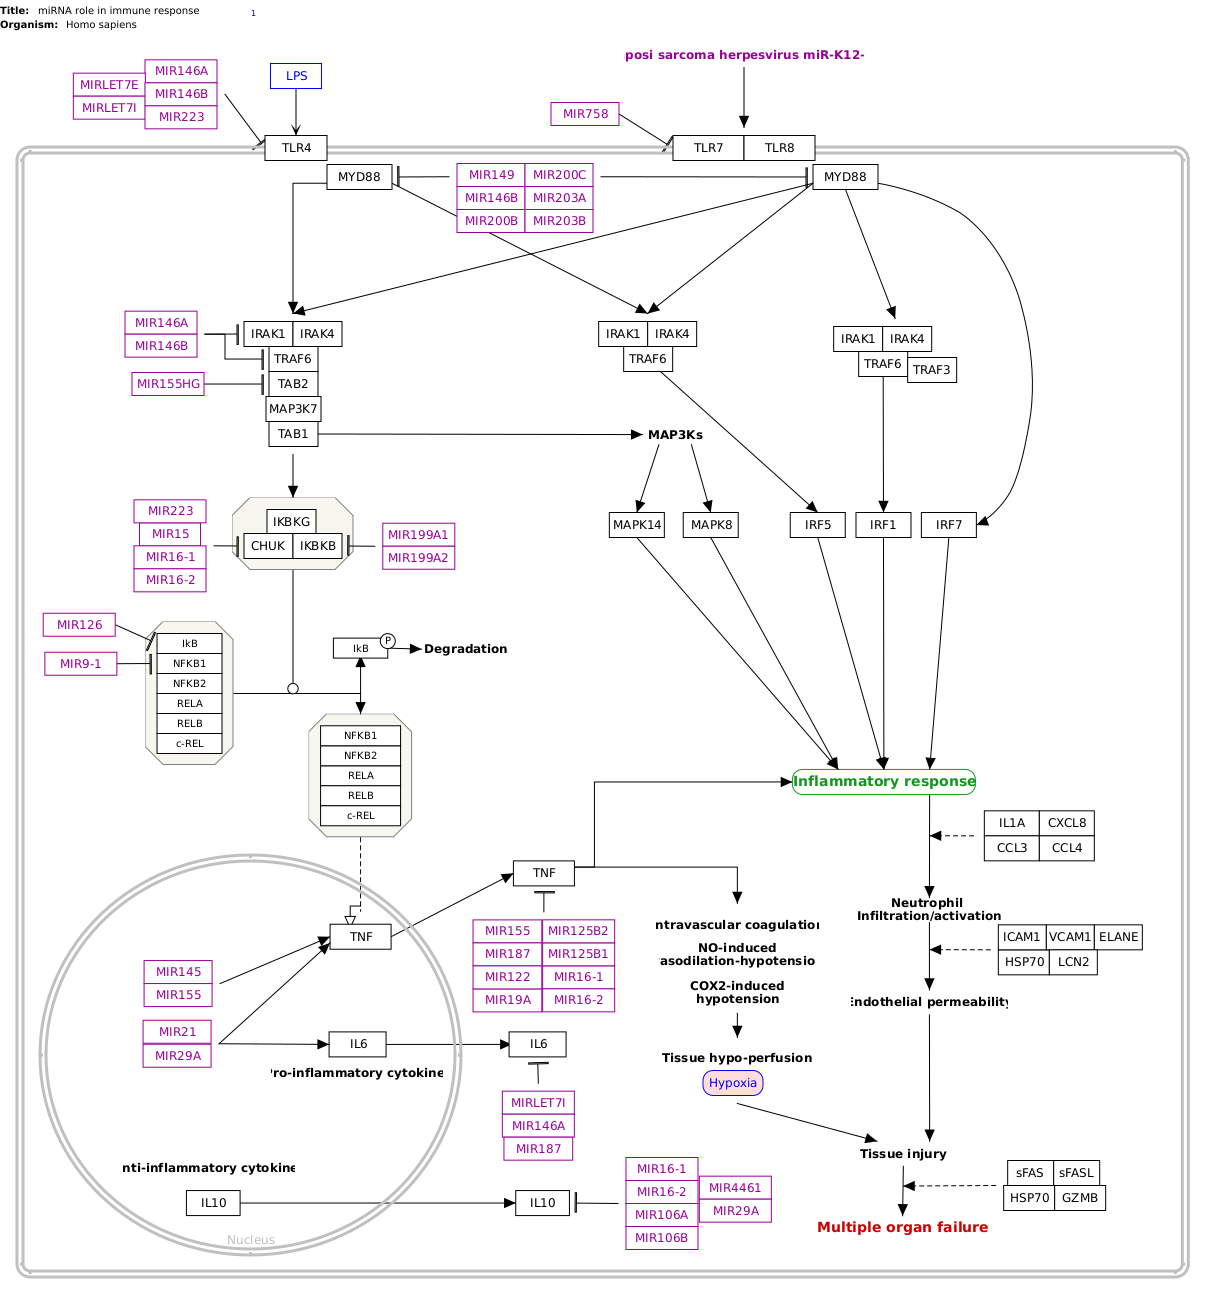 Title: miRNA role in immune response 1
Organism: Homo sapiens
posi sarcoma herpesvirus miR-K12-
MIR146A
LPS
MIRLET7E
MIR146B
MIRLET7I
MIR223
MIR758
TLR4
TLR7 TLR8
MYD88
MIR149 MIR200C
MYD88
MIR146B MIR203A
MIR200B MIR203B
MIR146A
MIR146B
IRAK1 IRAK4
TRAF6
MIR155HG
TAB2
MAP3K7
TAB1
IRAK1 IRAK4
TRAF6
IRAK1 IRAK4
TRAF6
TRAF3
MAP3Ks
MIR223
MIR15
MIR16-1
MIR16-2
IKBKG
CHUK IKBKB
MIR199A1
MIR199A2
MAPK14
MAPK8
IRF5
IRF1
IRF7
MIR126
MIR9-1
IkB
NFKB1
NFKB2
RELA
RELB
c-REL
IkB
P
Degradation
NFKB1
NFKB2
RELA
RELB
c-REL
Inflammatory response
IL1A CXCL8
CCL3 CCL4
TNF
Neutrophil
Infiltration/activation
ntravascular coagulation
NO-induced
asodilation-hypotensio
COX2-induced
hypotension
ICAM1 VCAM1 ELANE
HSP70 LCN2
TNF
MIR155 MIR125B2
MIR187 MIR125B1
MIR122 MIR16-1
MIR19A MIR16-2
MIR145
MIR155
Endothelial permeability
MIR21
MIR29A
IL6
IL6
ro-inflammatory cytokine
Tissue hypo-perfusion
Hypoxia
MIRLET7I
MIR146A
MIR187
Tissue injury
nti-inflammatory cytokine
IL10
IL10
MIR16-1
MIR16-2
MIR106A
MIR106B
MIR4461
MIR29A
sFAS sFASL
HSP70 GZMB
Multiple organ failure
Nucleus